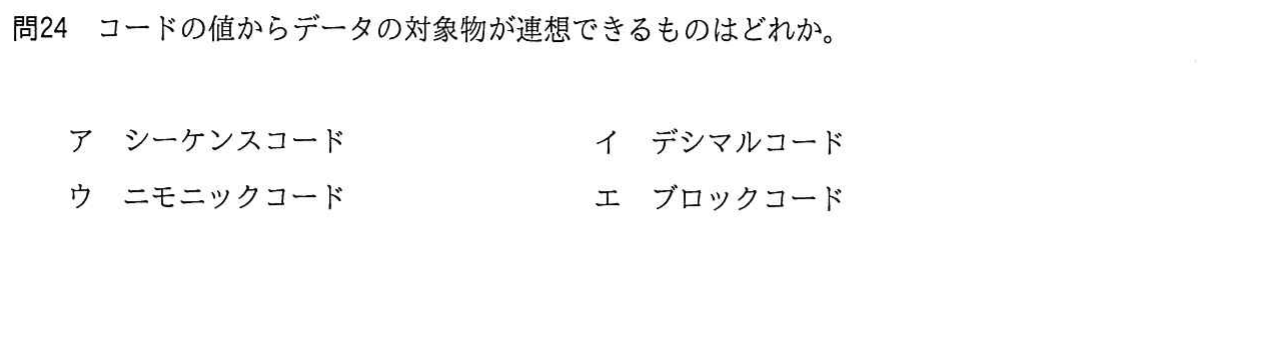 問24　コードの値からデータの対象物が連想できるものはどれか。
ア　シーケンスコード　　イ　デシマルコード
ウ　ニモニックコード　　エ　ブロックコード